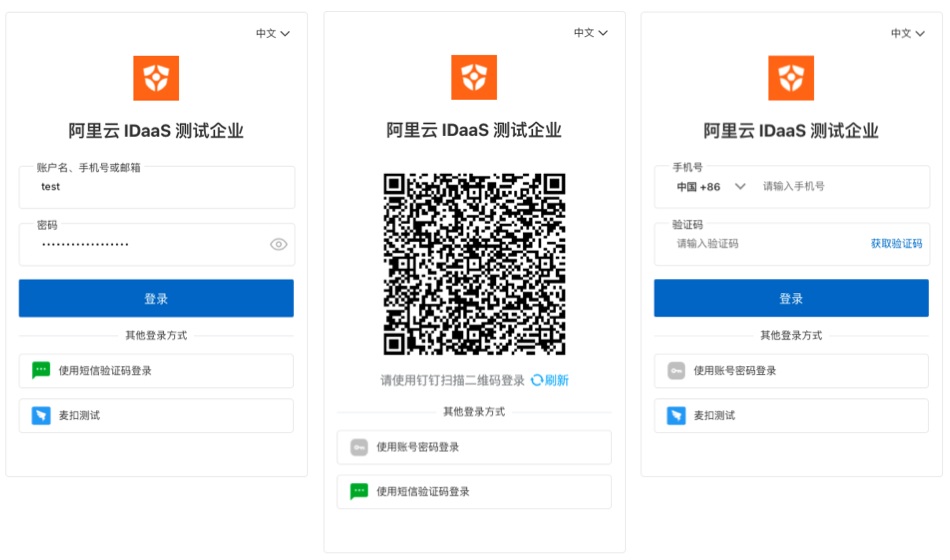 中文
阿里云 IDaaS 测试企业
账户名、手机号或邮箱
test
密码
••••••••••••••••••
登录
其他登录方式
使用短信验证码登录
麦扣测试
中文
阿里云 IDaaS 测试企业
请使用钉钉扫描二维码登录 刷新
其他登录方式
使用账号密码登录
使用短信验证码登录
中文
阿里云 IDaaS 测试企业
手机号
中国 +86 请输入手机号
验证码
请输入验证码 获取验证码
登录
其他登录方式
使用账号密码登录
麦扣测试